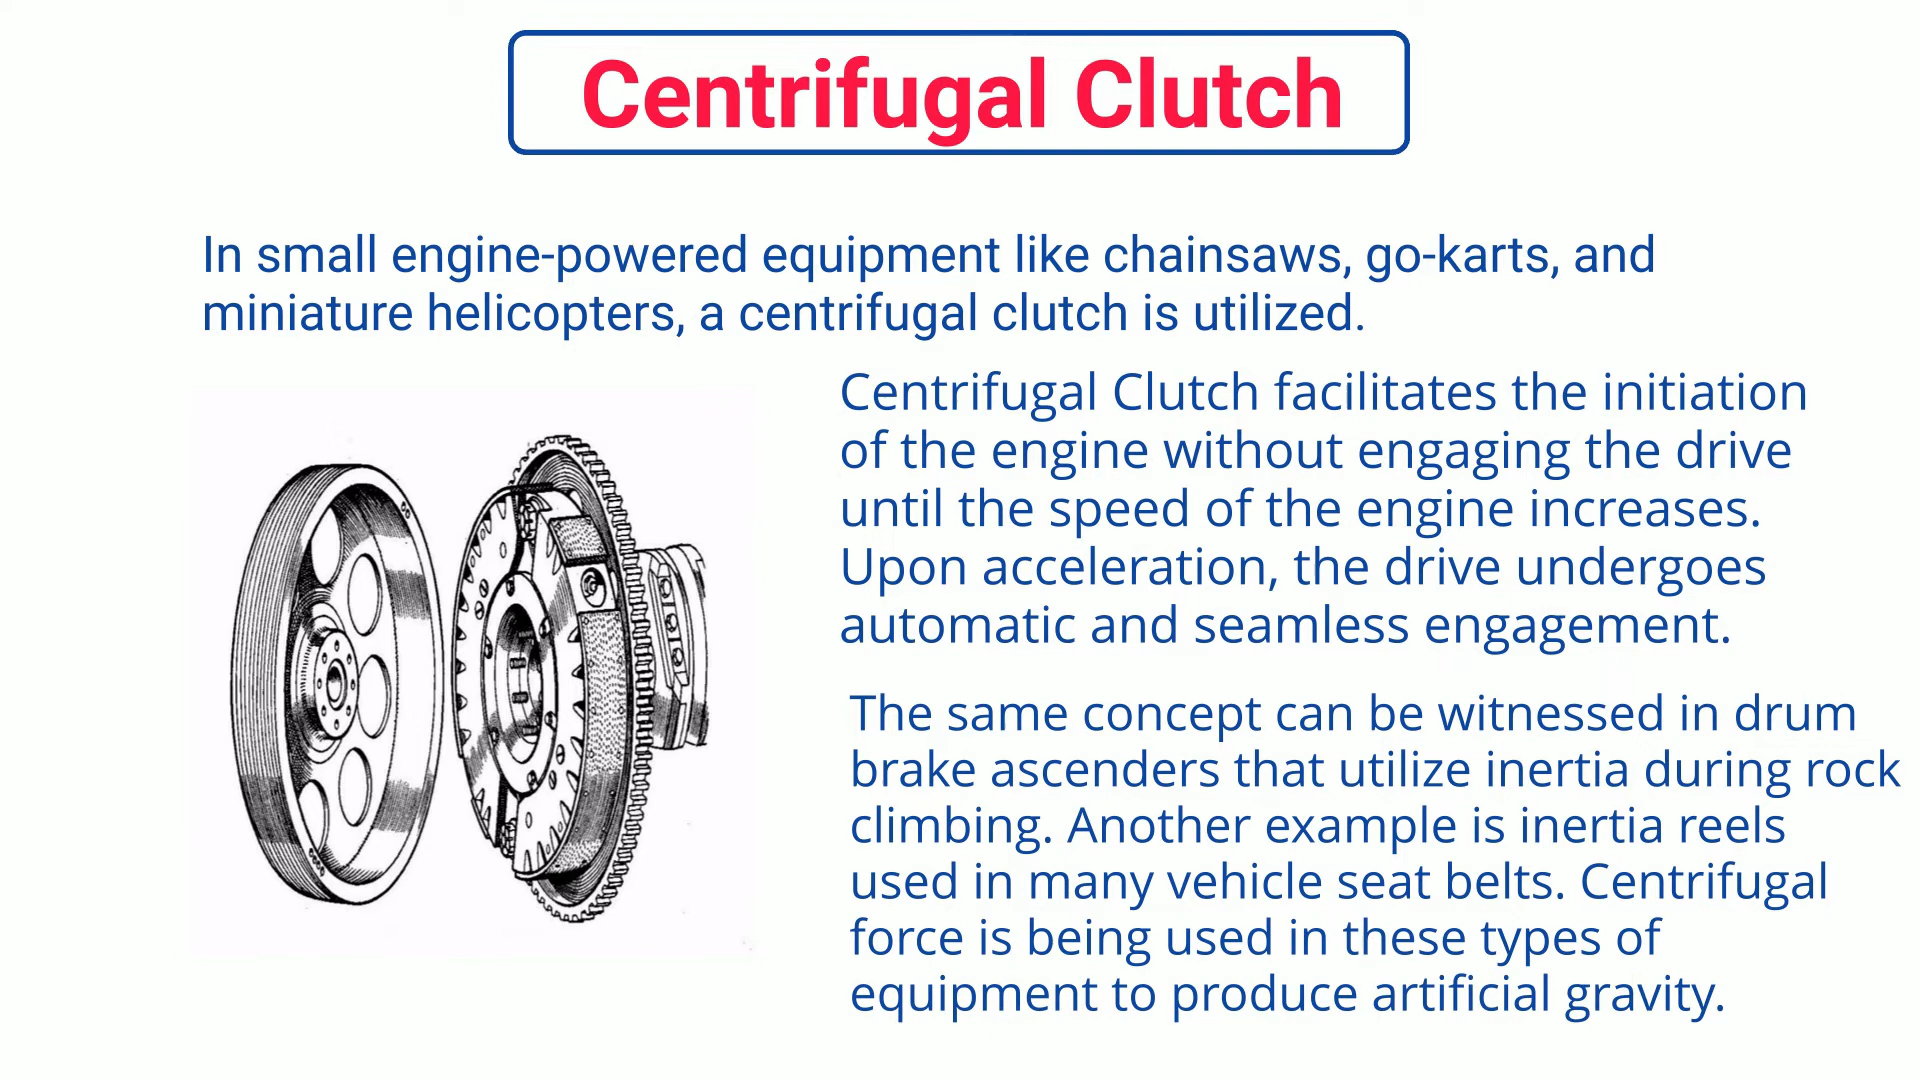 Centrifugal Clutch
In small engine-powered equipment like chainsaws, go-karts, and
miniature helicopters, a centrifugal clutch is utilized.
Centrifugal Clutch facilitates the initiation
of the engine without engaging the drive
until the speed of the engine increases.
Upon acceleration, the drive undergoes
automatic and seamless engagement.
The same concept can be witnessed in drum
brake ascenders that utilize inertia during rock
climbing. Another example is inertia reels
used in many vehicle seat belts. Centrifugal
force is being used in these types of
equipment to produce artificial gravity.